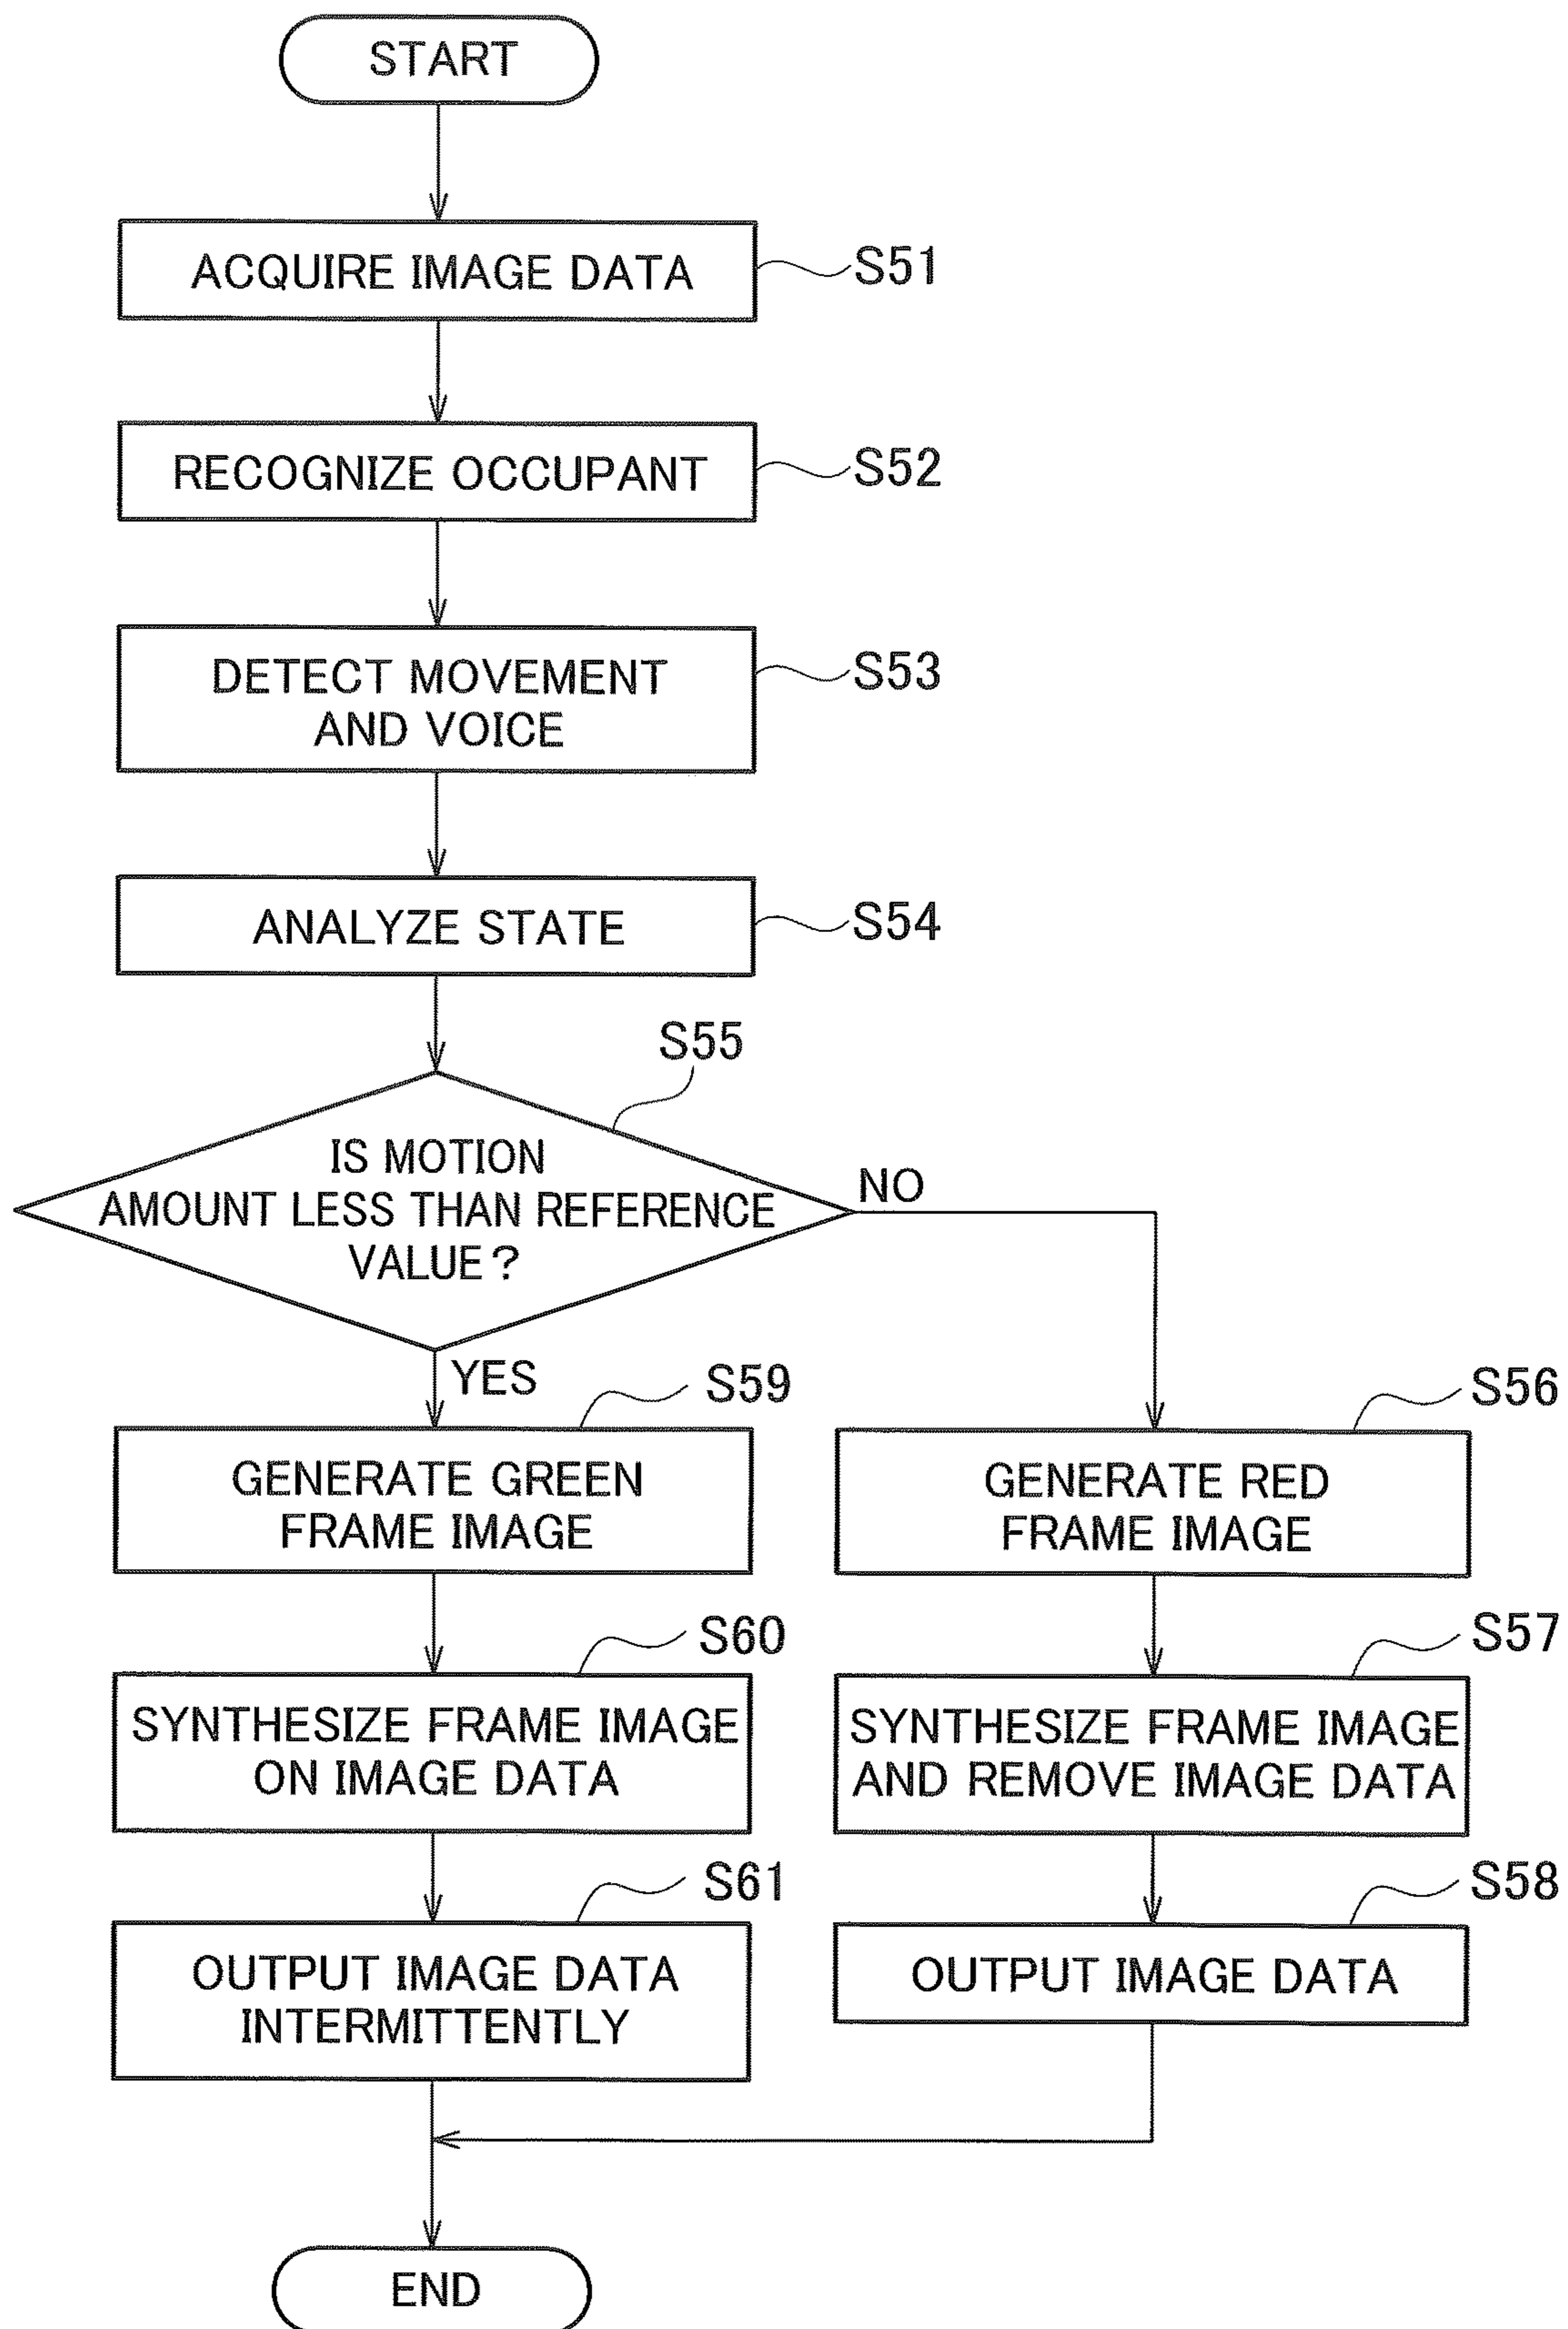 START
ACQUIRE IMAGE DATA
S51
RECOGNIZE OCCUPANT
S52
DETECT MOVEMENT
AND VOICE
S53
ANALYZE STATE
S54
S55
IS MOTION
AMOUNT LESS THAN REFERENCE
VALUE?
NO
YES
S59
GENERATE GREEN
FRAME IMAGE
S56
GENERATE RED
FRAME IMAGE
S60
SYNTHESIZE FRAME IMAGE
ON IMAGE DATA
S57
SYNTHESIZE FRAME IMAGE
AND REMOVE IMAGE DATA
S61
OUTPUT IMAGE DATA
INTERMITTENTLY
S58
OUTPUT IMAGE DATA
END